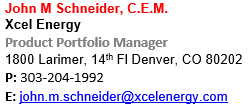 John M Schneider, C.E.M.
Xcel Energy
Product Portfolio Manager
1800 Larimer, 14th Fl Denver, CO 80202
P: 303-204-1992
E: john.m.schneider@xcelenergy.com